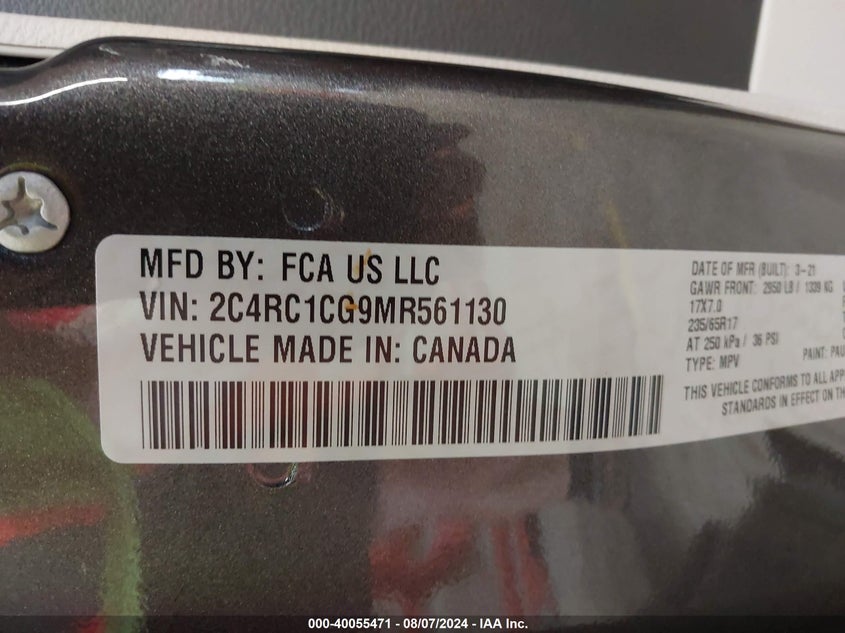 MFD BY: FCA US LLC
VIN: 2C4RC1CG9MR561130
VEHICLE MADE IN: CANADA
DATE OF MFR (BUILT): 3-21
GAWR FRONT: 2950 LB / 1339 KG
17X7.0
235/65R17
AT 250 kPa / 36 PSI
TYPE: MPV PAINT: PAU
THIS VEHICLE CONFORMS TO ALL APP
STANDARDS IN EFFECT ON TH
000-40055471 - 08/07/2024 - IAA Inc.